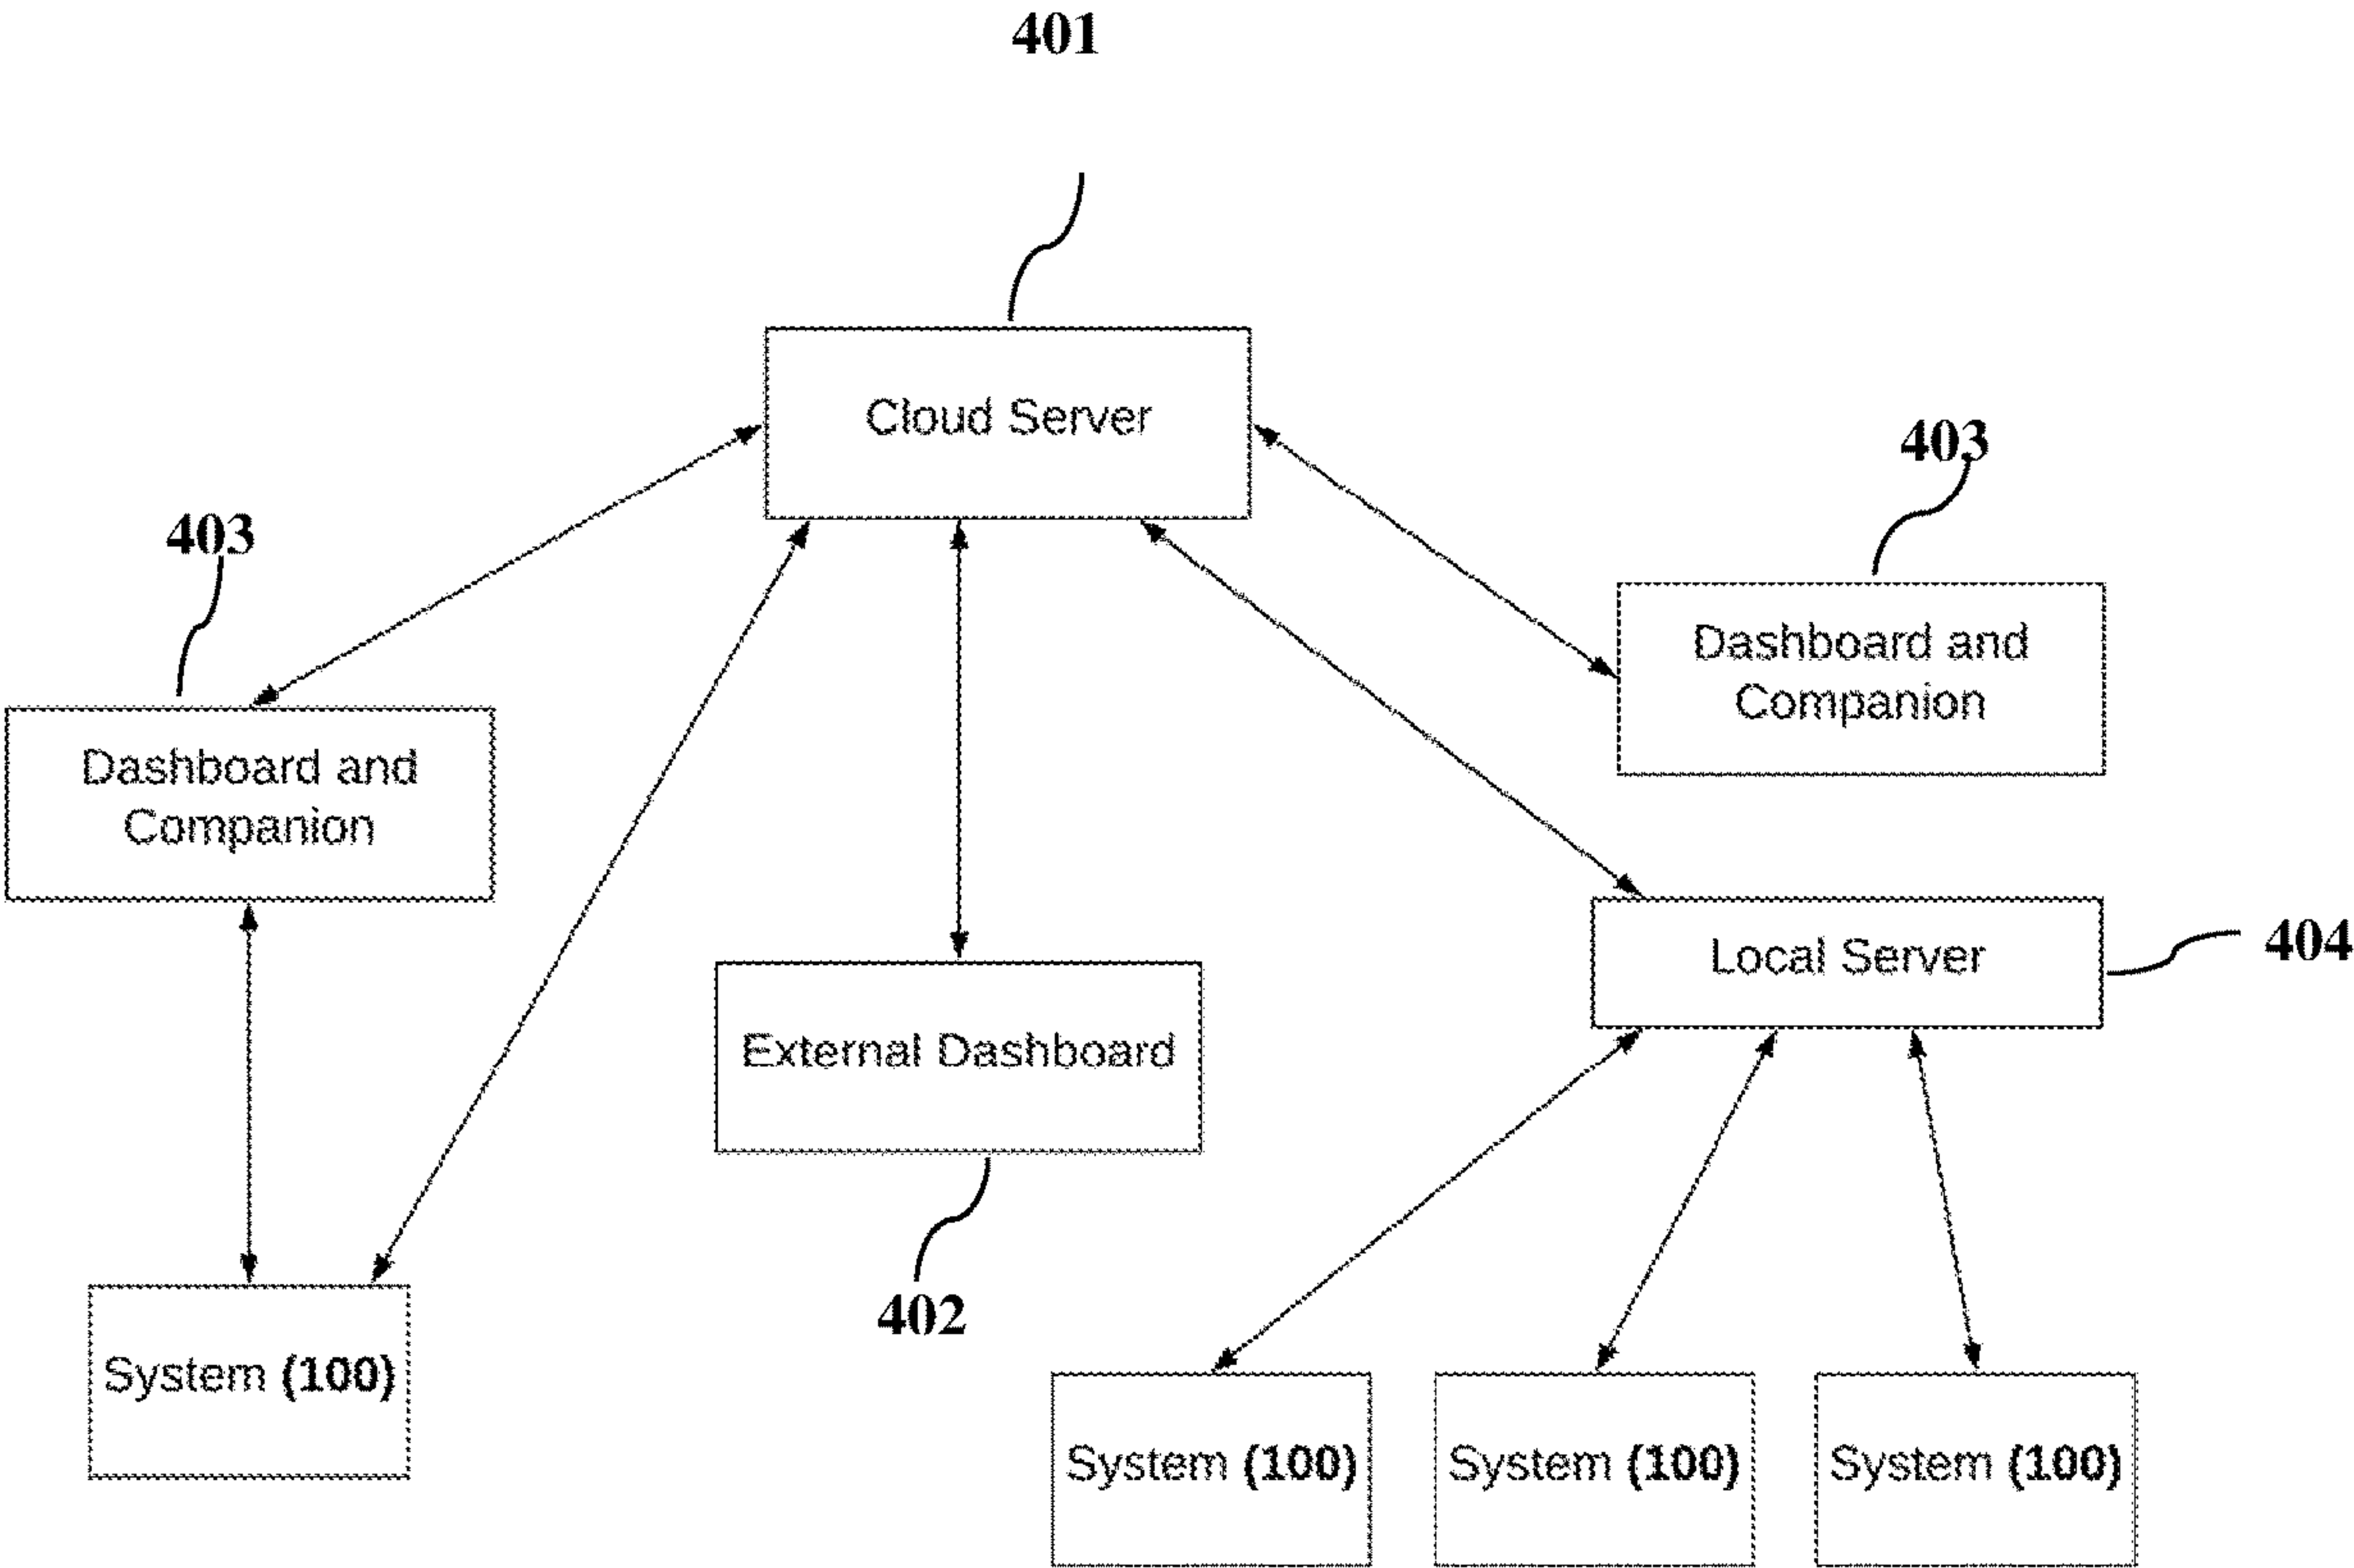 401
Cloud Server
403
403
Dashboard and
Companion
Dashboard and
Companion
Local Server
404
External Dashboard
402
System (100)
System (100)
System (100)
System (100)